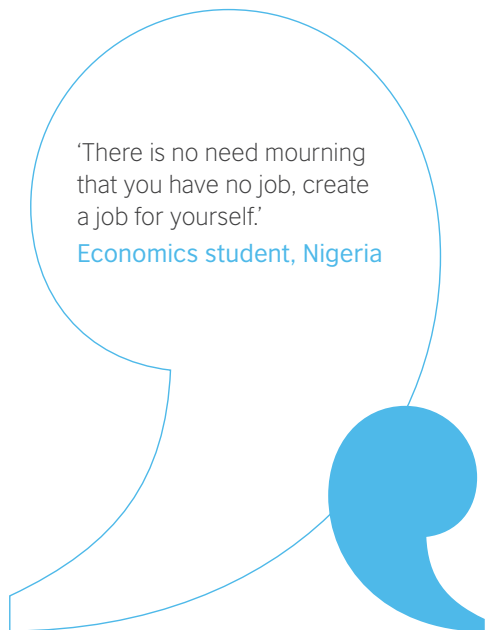 ‘There is no need mourning
that you have no job, create
a job for yourself.’
Economics student, Nigeria